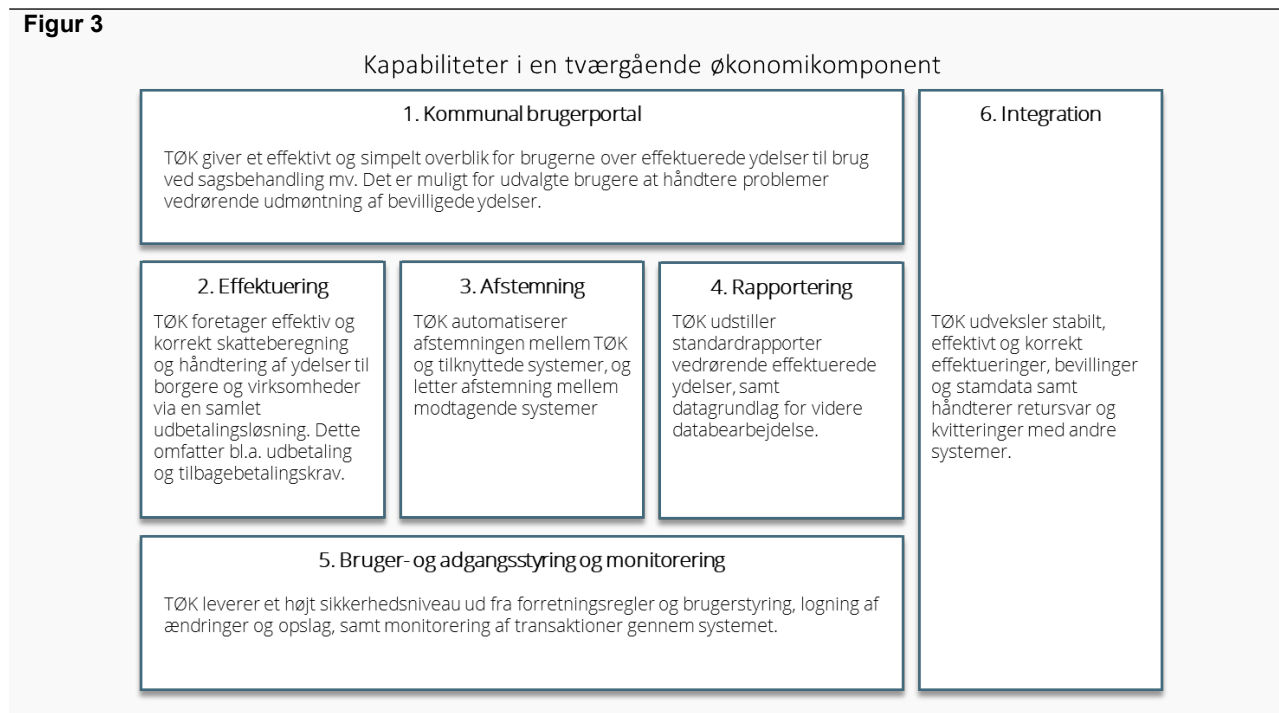 Figur 3
Kapabiliteter i en tværgående økonomikomponent
1. Kommunal brugerportal
TØK giver et effektivt og simpelt overblik for brugerne over effektuerede ydelser til brug
ved sagsbehandling mv. Det er muligt for udvalgte brugere at håndtere problemer
vedrørende udmøntning af bevilligede ydelser.
2. Effektuering
TØK foretager effektiv og
korrekt skatteberegning
og håndtering af ydelser til
borgere og virksomheder
via en samlet
udbetalingsløsning. Dette
omfatter bl.a. udbetaling
og tilbagebetalingskrav.
3. Afstemning
TØK automatiserer
afstemningen mellem TØK
og tilknyttede systemer, og
letter afstemning mellem
modtagende systemer
4. Rapportering
TØK udstiller
standardrapporter
vedrørende effektuerede
ydelser, samt
datagrundlag for videre
databearbejdelse.
5. Bruger- og adgangsstyring og monitorering
TØK leverer et højt sikkerhedsniveau ud fra forretningsregler og brugerstyring, logning af
ændringer og opslag, samt monitorering af transaktioner gennem systemet.
6. Integration
TØK udveksler stabilt,
effektivt og korrekt
effektueringer, bevillinger
og stamdata samt
håndterer retursvar og
kvitteringer med andre
systemer.